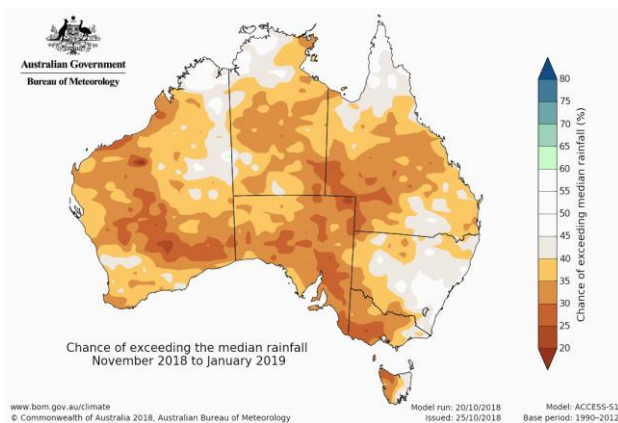 Australian Government
Bureau of Meteorology
80
75
70
65
60
55
50
45
40
35
30
25
20
Chance of exceeding median rainfall (%)
Chance of exceeding the median rainfall
November 2018 to January 2019
www.bom.gov.au/climate
© Commonwealth of Australia 2018, Australian Bureau of Meteorology
Model run: 20/10/2018
Issued: 25/10/2018
Model: ACCESS-S1
Base period: 1990–2012